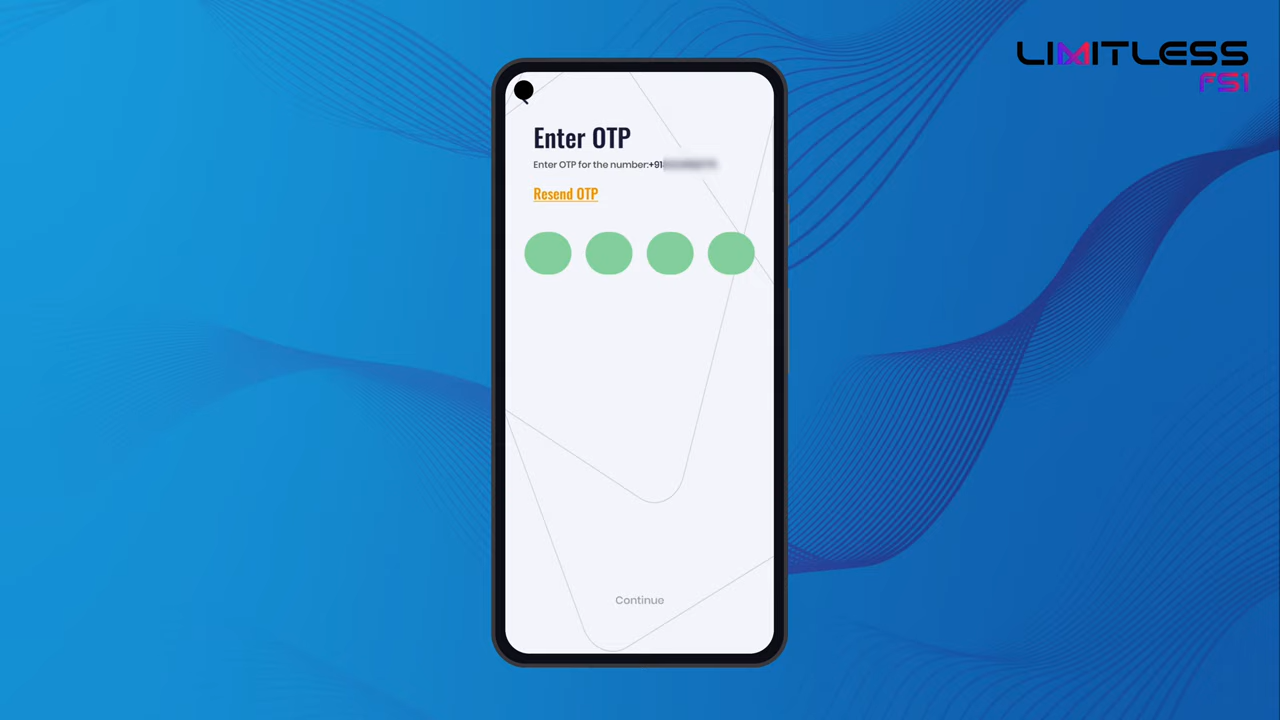 LIMITLESS
FS1
Enter OTP
Enter OTP for the number:+91
Resend OTP
Continue